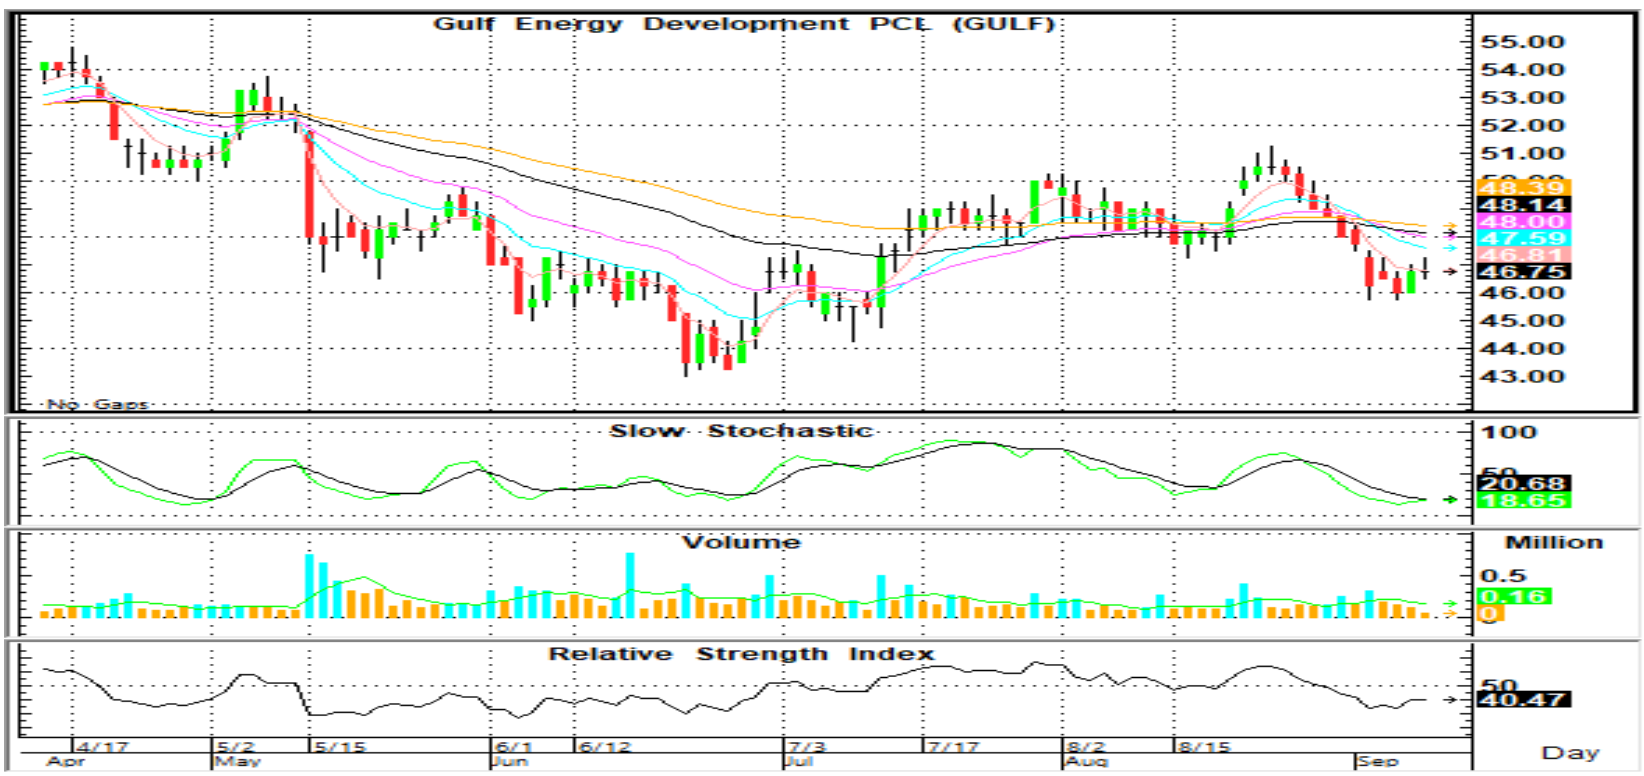 Gulf Energy Development PCL (GULF)
55.00
54.00
53.00
52.00
51.00
48.39
48.14
48.00
47.59
46.81
46.75
46.00
45.00
44.00
43.00
No Gaps
Slow Stochastic
100
50
20.68
18.65
Volume
Million
0.5
0.16
0
0
Relative Strength Index
50
40.47
4/17 5/2 5/15 6/1 6/12 7/3 7/17 8/2 8/15
Apr May Jun Jul Aug Sep
Day